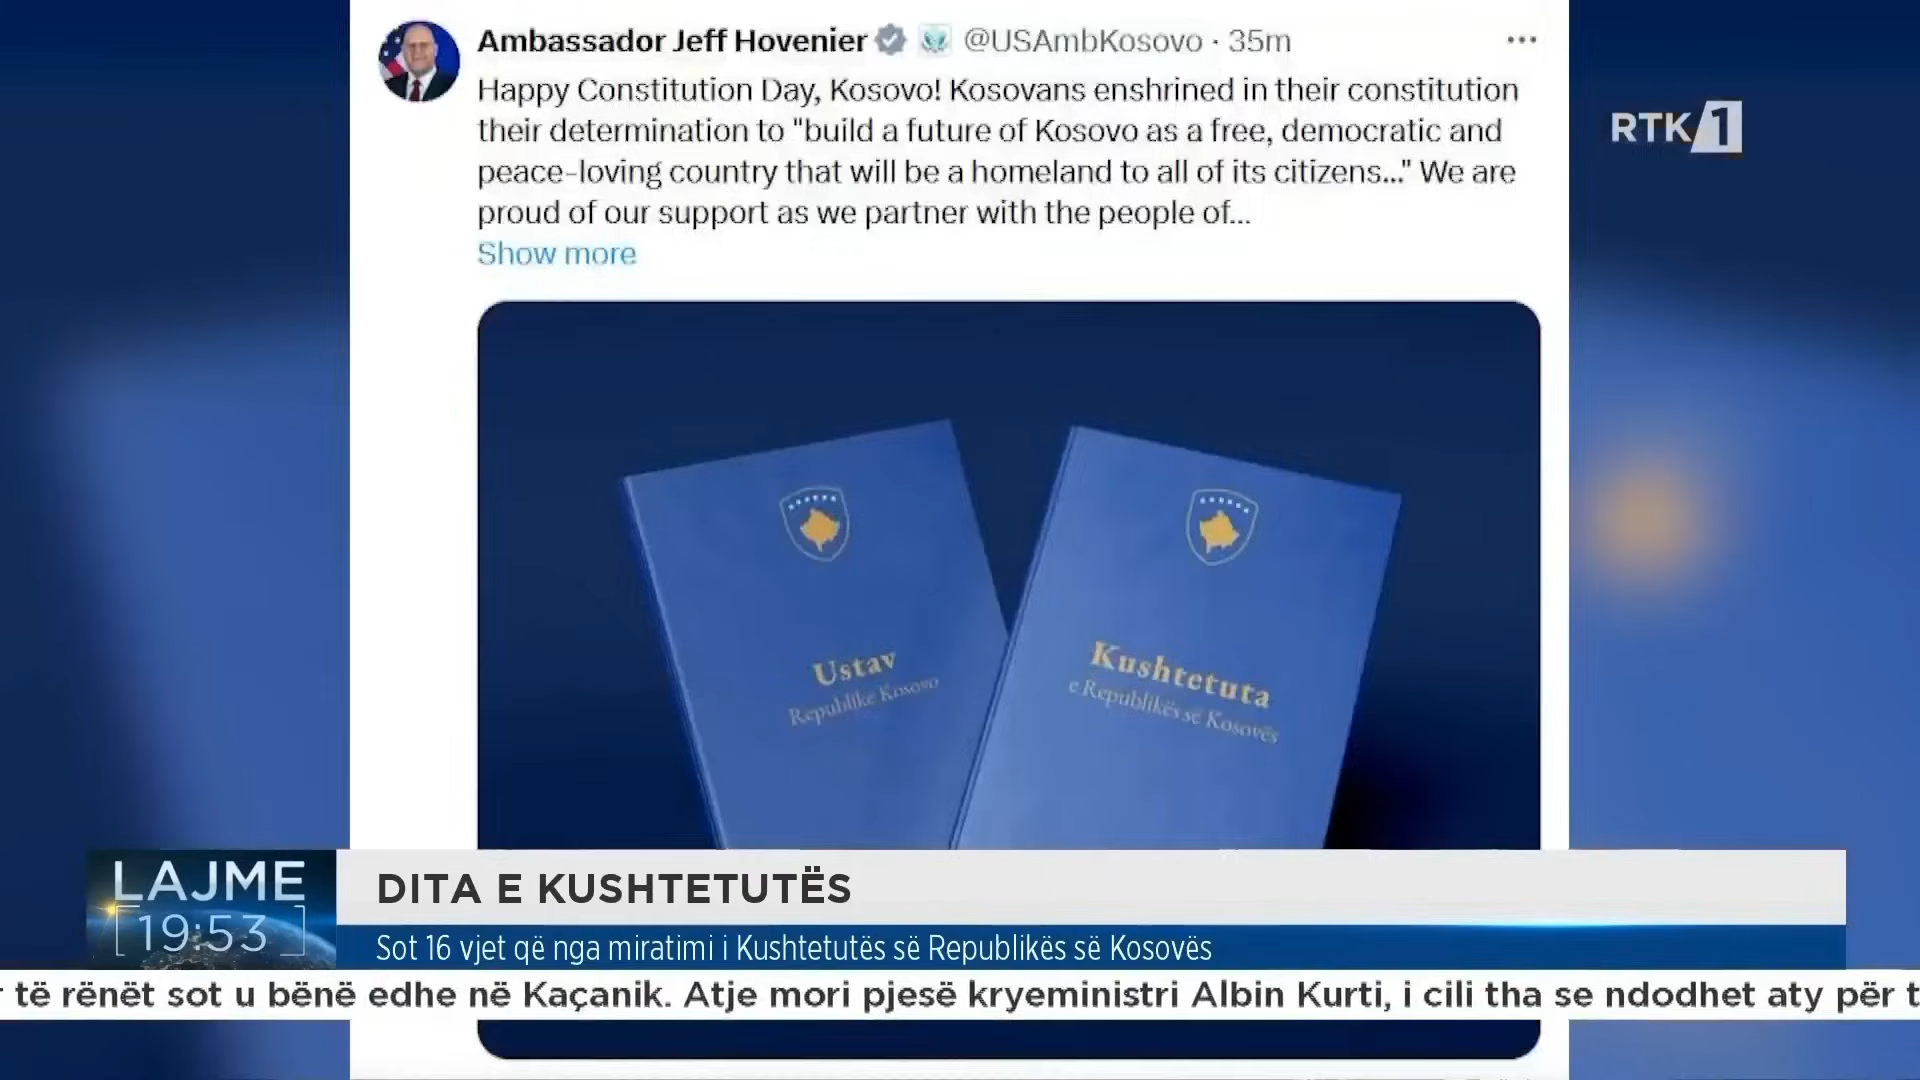 Ambassador Jeff Hovenier @USAmbKosovo · 35m
Happy Constitution Day, Kosovo! Kosovans enshrined in their constitution
their determination to "build a future of Kosovo as a free, democratic and
peace-loving country that will be a homeland to all of its citizens..." We are
proud of our support as we partner with the people of...
Show more
RTK 1
Ustav
Republike Kosovo
Kushtetuta
e Republikës së Kosovës
LAJME
19:53
DITA E KUSHTETUTËS
Sot 16 vjet që nga miratimi i Kushtetutës së Republikës së Kosovës
të rënët sot u bënë edhe në Kaçanik. Atje mori pjesë kryeministri Albin Kurti, i cili tha se ndodhet aty për